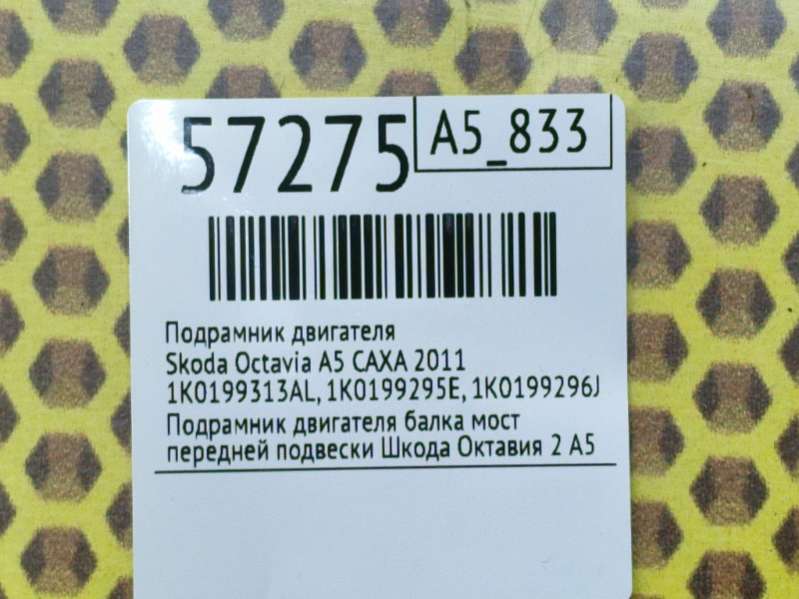 57275
A5_833
Подрамник двигателя
Skoda Octavia A5 CAXA 2011
1K0199313AL, 1K0199295E, 1K0199296J
Подрамник двигателя балка мост
передней подвески Шкода Октавия 2 А5